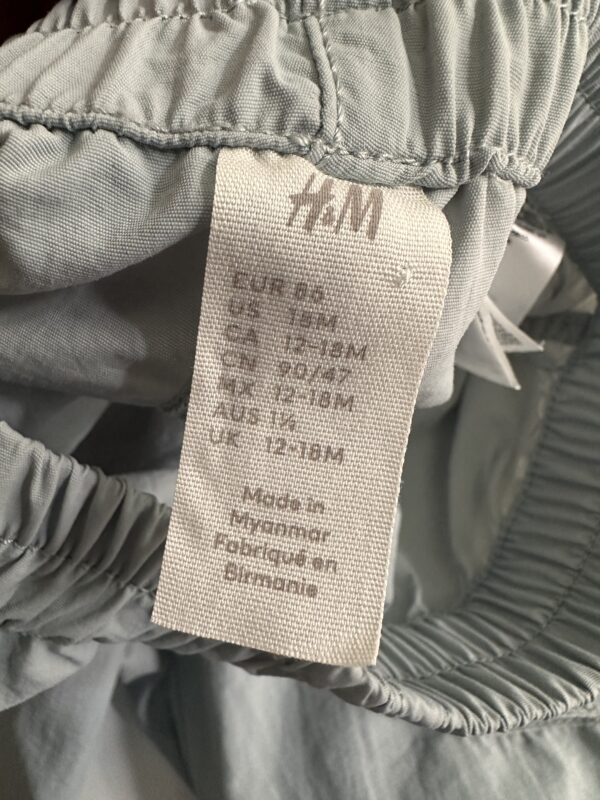 H&M
EUR 86
US 18M
CA 12-18M
CN 90/47
MX 12-18M
AUS 1½
UK 12-18M
Made in
Myanmar
Fabriqué en
Birmanie